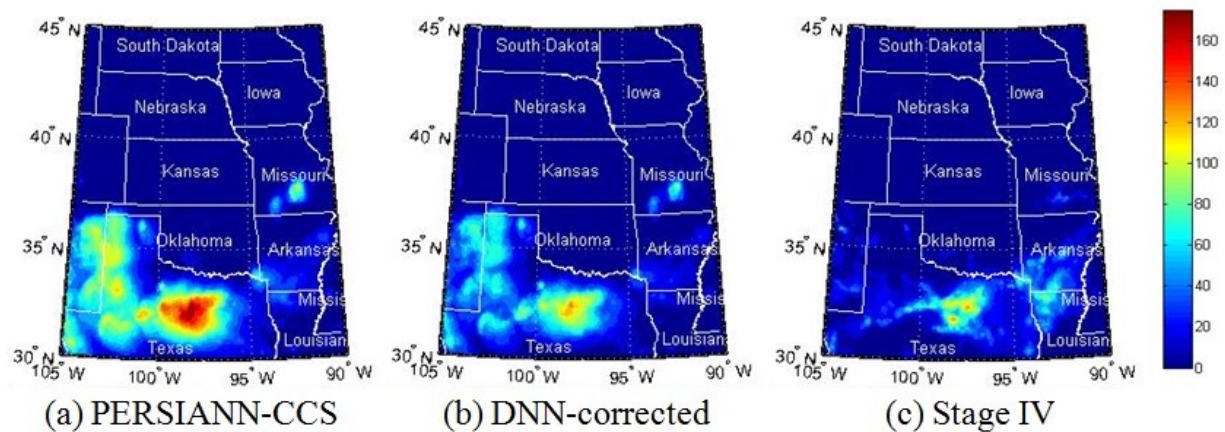 45° N
40° N
35° N
30° N
105° W
100° W
95° W
90° W
South Dakota
Nebraska
Iowa
Kansas
Missouri
Oklahoma
Arkansas
Missis
Texas
Louisian
(a) PERSIANN-CCS
45° N
40° N
35° N
30° N
105° W
100° W
95° W
90° W
South Dakota
Nebraska
Iowa
Kansas
Missouri
Oklahoma
Arkansas
Missis
Texas
Louisian
(b) DNN-corrected
45° N
40° N
35° N
30° N
105° W
100° W
95° W
90° W
South Dakota
Nebraska
Iowa
Kansas
Missouri
Oklahoma
Arkansas
Missis
Texas
Louisian
(c) Stage IV
160
140
120
100
80
60
40
20
0